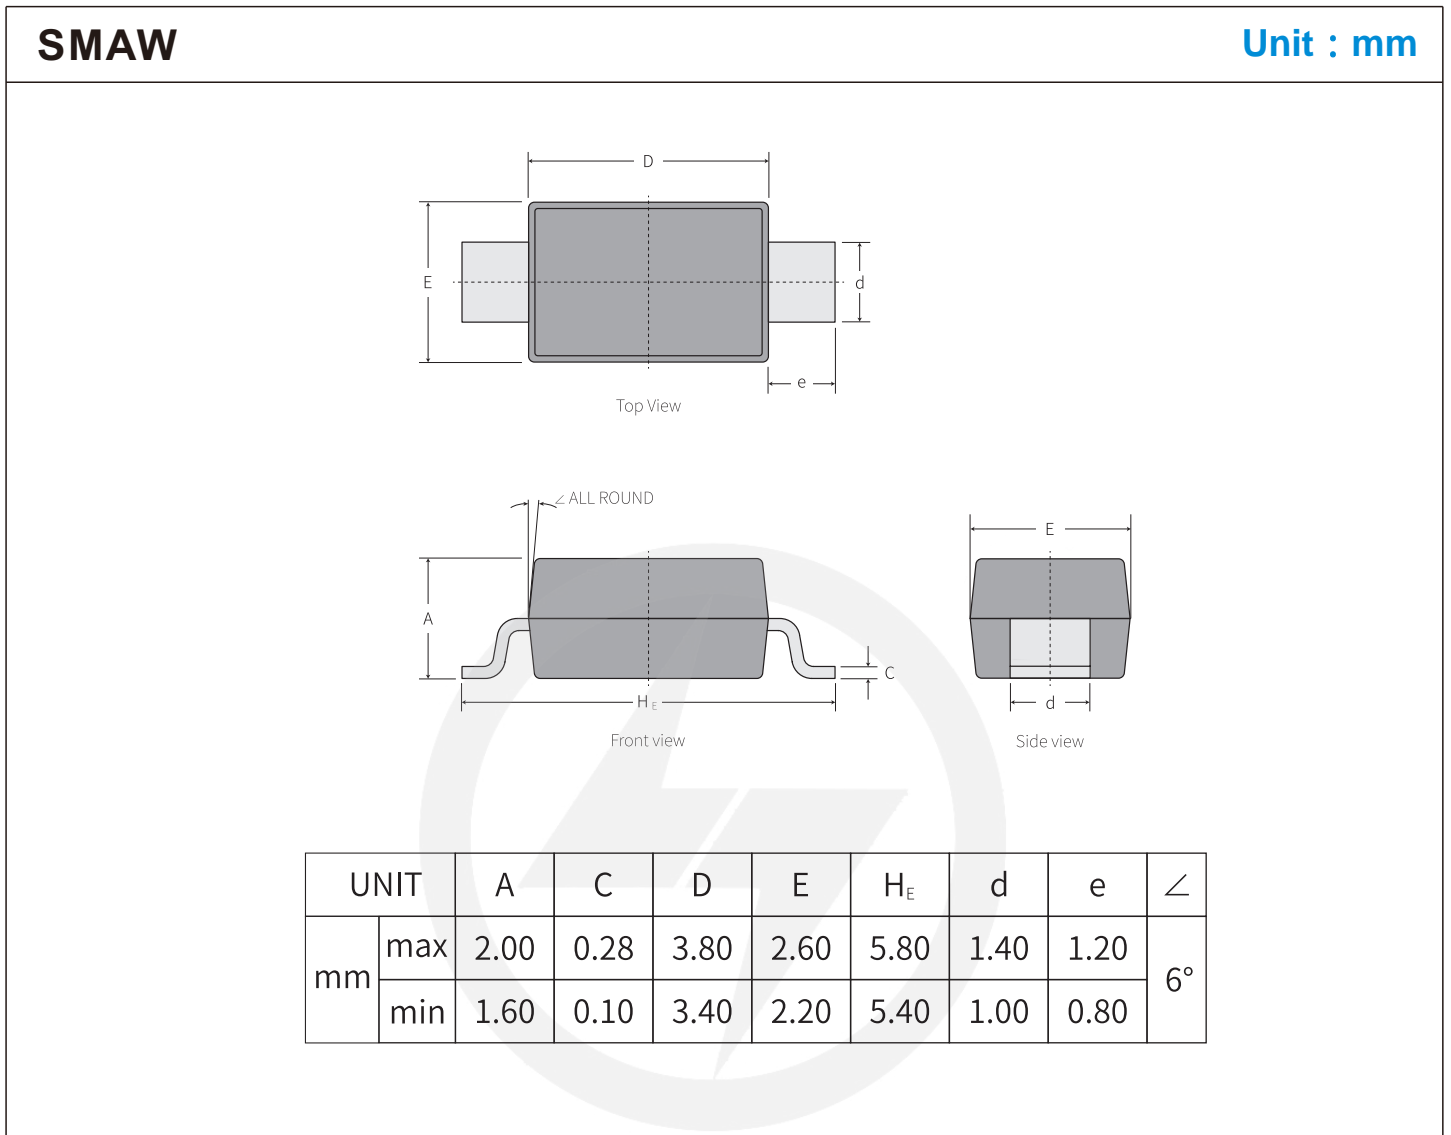 SMAW
Unit : mm
D
E
d
e
Top View
∠ ALL ROUND
E
A
C
HE
d
Front view
Side view
UNIT A C D E HE d e ∠
mm max 2.00 0.28 3.80 2.60 5.80 1.40 1.20 6°
min 1.60 0.10 3.40 2.20 5.40 1.00 0.80